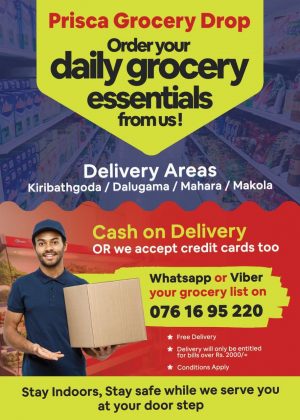 Prisca Grocery Drop
Order your
daily grocery
essentials
from us !
Delivery Areas
Kiribathgoda / Dalugama / Mahara / Makola
Cash on Delivery
OR we accept credit cards too
Whatsapp or Viber
your grocery list on
076 16 95 220
Free Delivery
Delivery will only be entitled
for bills over Rs. 2000/=
Conditions Apply
Stay Indoors, Stay safe while we serve you
at your door step